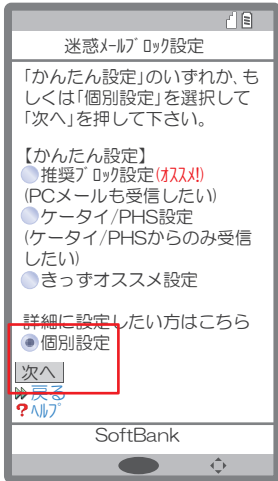 迷惑ﾒｰﾙﾌﾞﾛｯｸ設定
｢かんたん設定｣のいずれか､も
しくは｢個別設定｣を選択して
｢次へ｣を押して下さい。
【かんたん設定】
推奨ﾌﾞﾛｯｸ設定(ｵｽｽﾒ!)
(PCメールも受信したい)
ケータイ/PHS設定
(ケータイ/PHSからのみ受信
したい)
きっずオススメ設定
詳細に設定したい方はこちら
個別設定
次へ
戻る
?ﾍﾙﾌﾟ
SoftBank